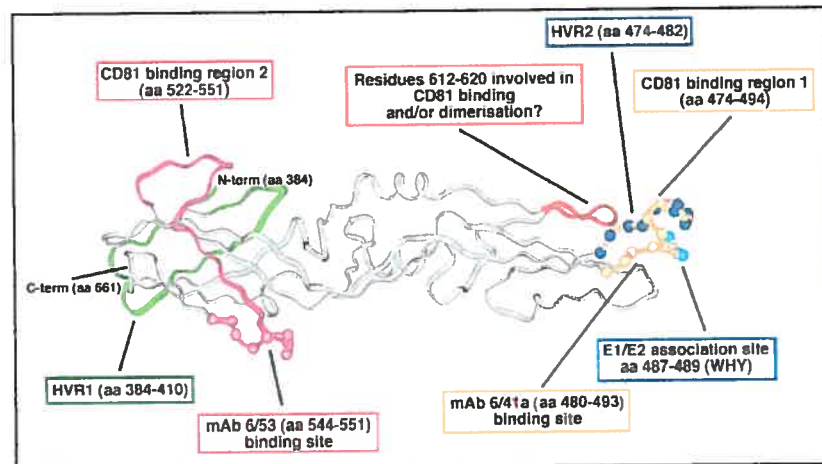 HVR2 (aa 474-482)
CD81 binding region 2
(aa 522-551)
Residues 612-620 involved in
CD81 binding
and/or dimerisation?
CD81 binding region 1
(aa 474-494)
N-term (aa 384)
C-term (aa 661)
E1/E2 association site
aa 487-489 (WHY)
HVR1 (aa 384-410)
mAb 6/53 (aa 544-551)
binding site
mAb 6/41a (aa 480-493)
binding site